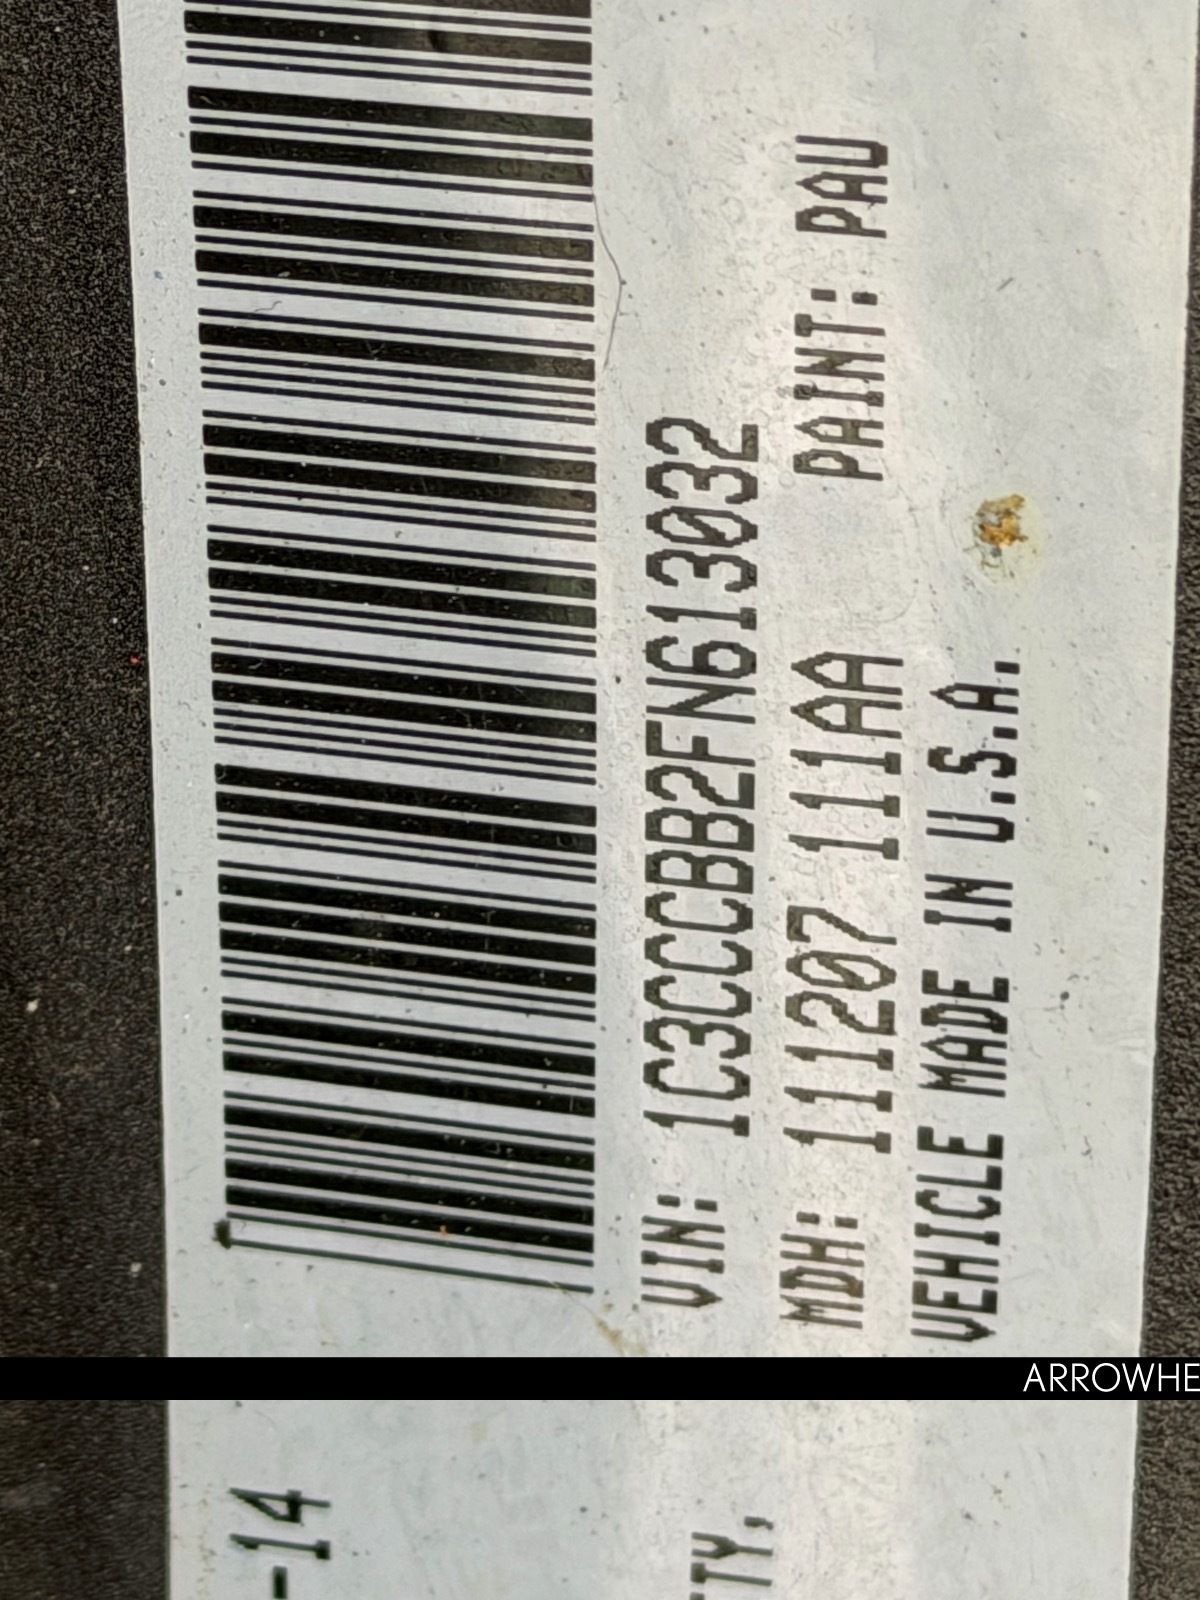 -14
TY,
VIN: 1C3CCCBB2FN613032
MDH: 111207 111AA PAINT: PAU
VEHICLE MADE IN U.S.A.
ARROWHE